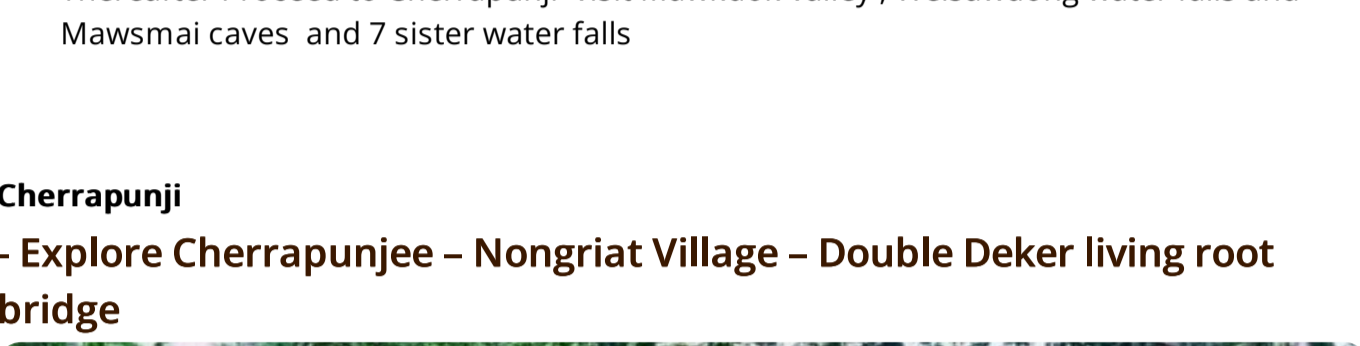 Mawsmai caves  and 7 sister water falls
Cherrapunji
- Explore Cherrapunjee – Nongriat Village – Double Deker living root
bridge